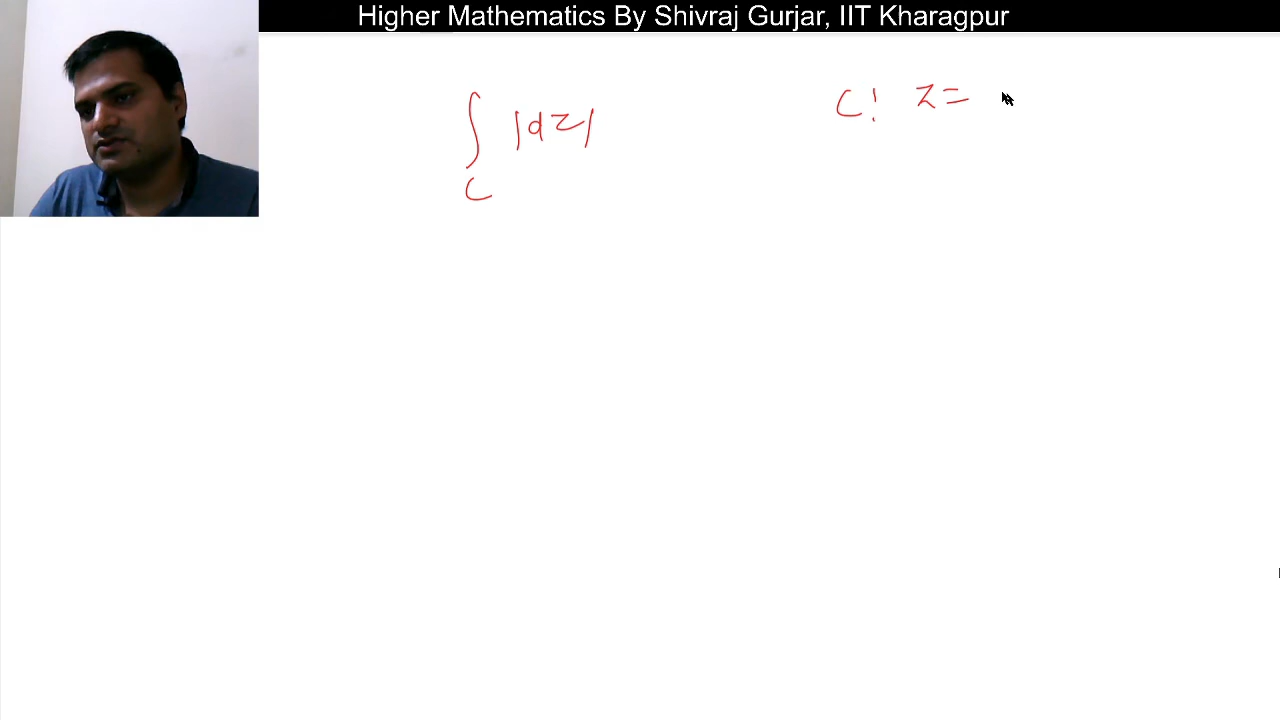 Higher Mathematics By Shivraj Gurjar, IIT Kharagpur
∫ |dz| C! z=
C